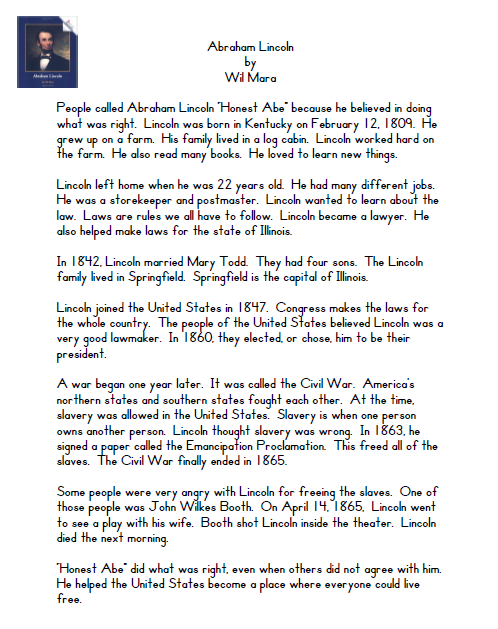 Abraham Lincoln
Abraham Lincoln
by
Wil Mara
People called Abraham Lincoln "Honest Abe" because he believed in doing
what was right. Lincoln was born in Kentucky on February 12, 1809. He
grew up on a farm. His family lived in a log cabin. Lincoln worked hard on
the farm. He also read many books. He loved to learn new things.
Lincoln left home when he was 22 years old. He had many different jobs.
He was a storekeeper and postmaster. Lincoln wanted to learn about the
law. Laws are rules we all have to follow. Lincoln became a lawyer. He
also helped make laws for the state of Illinois.
In 1842, Lincoln married Mary Todd. They had four sons. The Lincoln
family lived in Springfield. Springfield is the capital of Illinois.
Lincoln joined the United States in 1847. Congress makes the laws for
the whole country. The people of the United States believed Lincoln was a
very good lawmaker. In 1860, they elected, or chose, him to be their
president.
A war began one year later. It was called the Civil War. America's
northern states and southern states fought each other. At the time,
slavery was allowed in the United States. Slavery is when one person
owns another person. Lincoln thought slavery was wrong. In 1863, he
signed a paper called the Emancipation Proclamation. This freed all of the
slaves. The Civil War finally ended in 1865.
Some people were very angry with Lincoln for freeing the slaves. One of
those people was John Wilkes Booth. On April 14, 1865, Lincoln went
to see a play with his wife. Booth shot Lincoln inside the theater. Lincoln
died the next morning.
"Honest Abe" did what was right, even when others did not agree with him.
He helped the United States become a place where everyone could live
free.